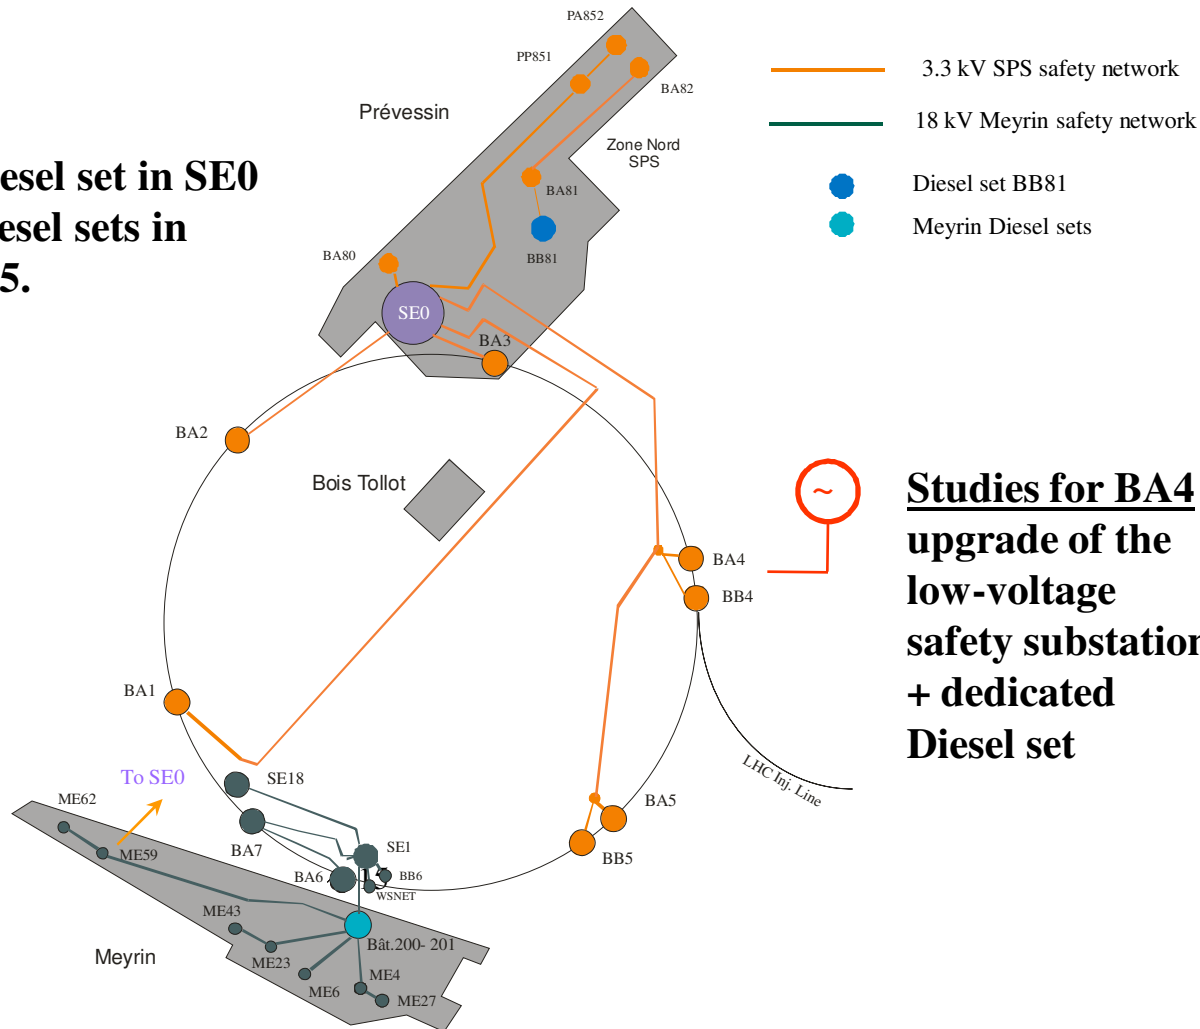 PA852
PP851
3.3 kV SPS safety network
BA82
Prévessin
18 kV Meyrin safety network
Zone Nord
SPS
esel set in SE0
Diesel set BB81
BA81
esel sets in
Meyrin Diesel sets
BA80
BB81
5.
SE0
BA3
BA2
Bois Tollot
~
Studies for BA4
upgrade of the
low-voltage
safety substation
+ dedicated
Diesel set
BA4
BB4
BA1
LHC Inj. Line
To SE0
SE18
ME62
BA5
BA7
SE1
ME59
BB5
BA6
BB6
WSNET
ME43
Bât.200- 201
Meyrin
ME23
ME4
ME6
ME27